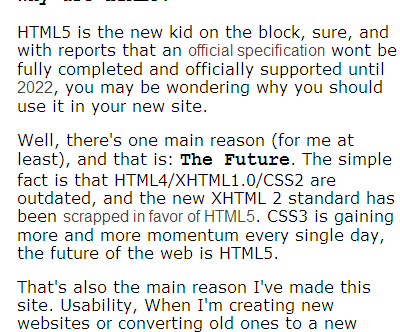 HTML5 is the new kid on the block, sure, and
with reports that an official specification wont be
fully completed and officially supported until
2022, you may be wondering why you should
use it in your new site.
Well, there's one main reason (for me at
least), and that is: The Future. The simple
fact is that HTML4/XHTML1.0/CSS2 are
outdated, and the new XHTML 2 standard has
been scrapped in favor of HTML5. CSS3 is gaining
more and more momentum every single day,
the future of the web is HTML5.
That's also the main reason I've made this
site. Usability, When I'm creating new
websites or converting old ones to a new